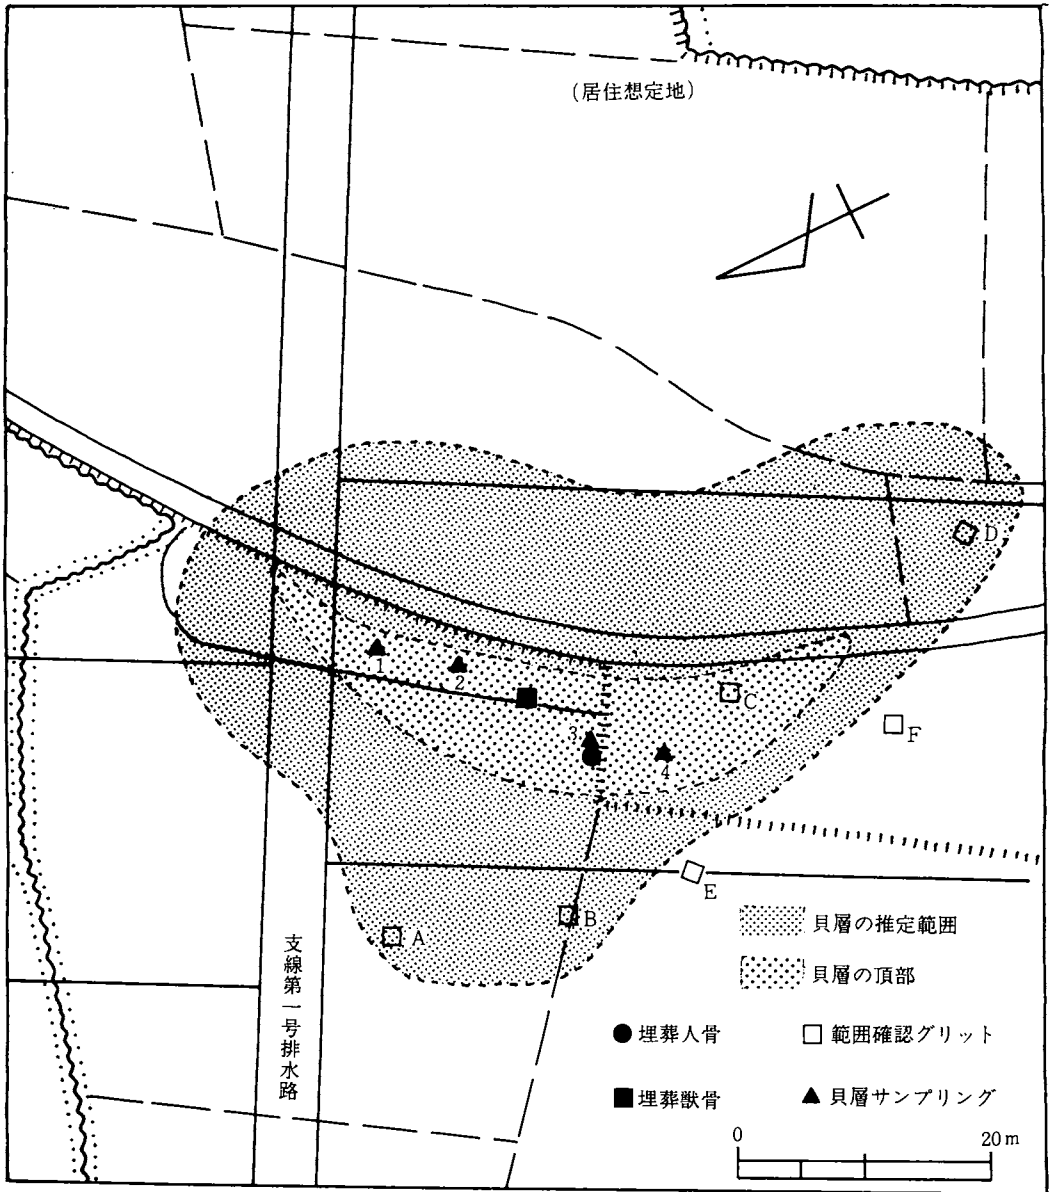 (居住想定地)
D
1
2
C
3
4
F
E
B
A
貝層の推定範囲
貝層の頂部
支線第一号排水路
埋葬人骨
範囲確認グリット
埋葬獣骨
貝層サンプリング
0
20m